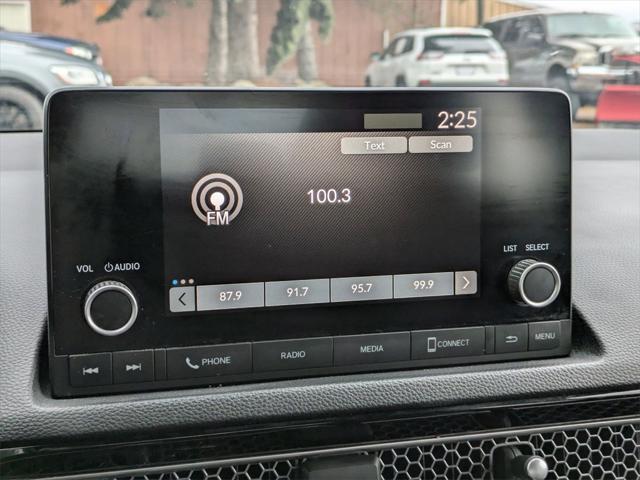 2:25
Text Scan
FM
100.3
VOL AUDIO
LIST SELECT
87.9 91.7 95.7 99.9
PHONE RADIO MEDIA CONNECT MENU